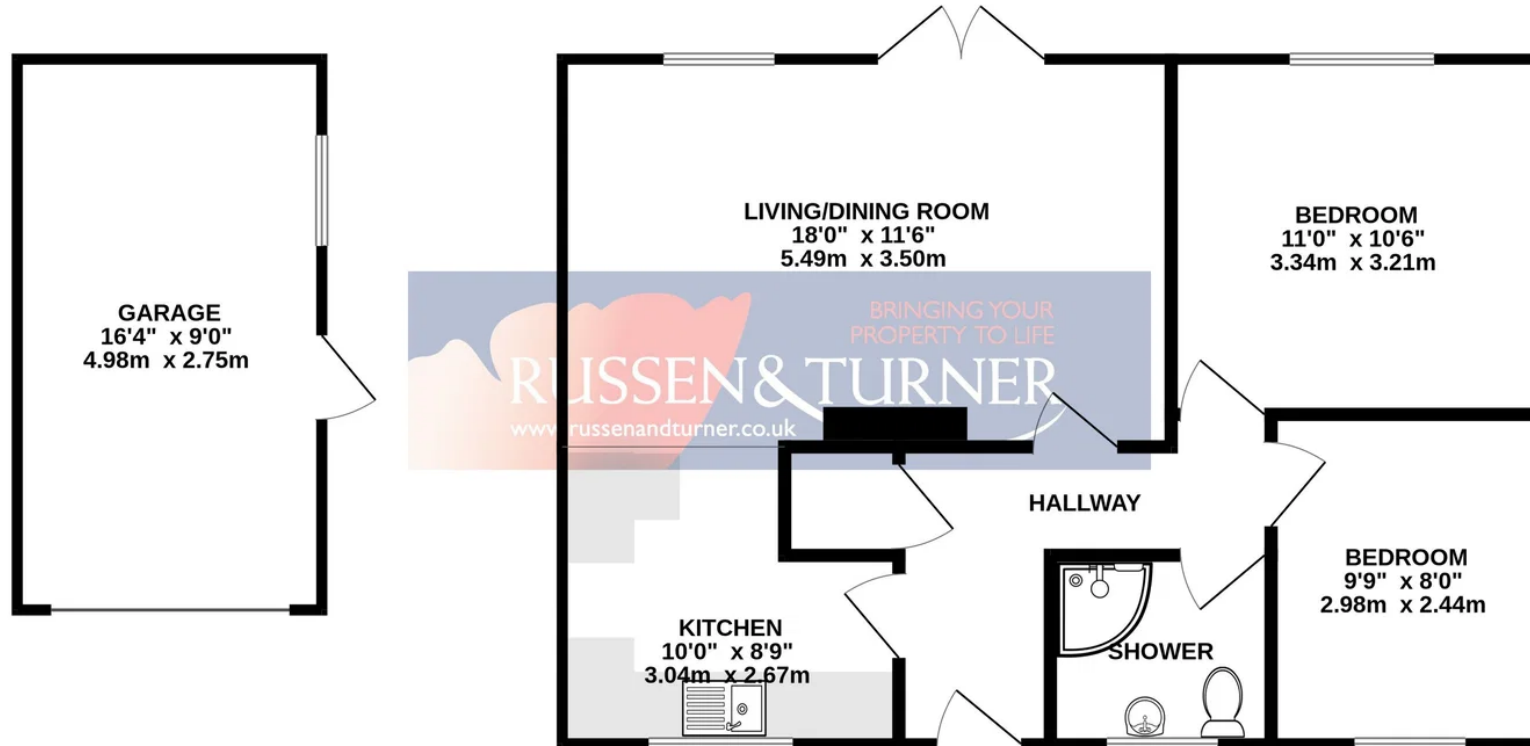 GARAGE
16'4" x 9'0"
4.98m x 2.75m
LIVING/DINING ROOM
18'0" x 11'6"
5.49m x 3.50m
BEDROOM
11'0" x 10'6"
3.34m x 3.21m
BRINGING YOUR
PROPERTY TO LIFE
RUSSEN & TURNER
www.russenandturner.co.uk
HALLWAY
KITCHEN
10'0" x 8'9"
3.04m x 2.67m
SHOWER
BEDROOM
9'9" x 8'0"
2.98m x 2.44m